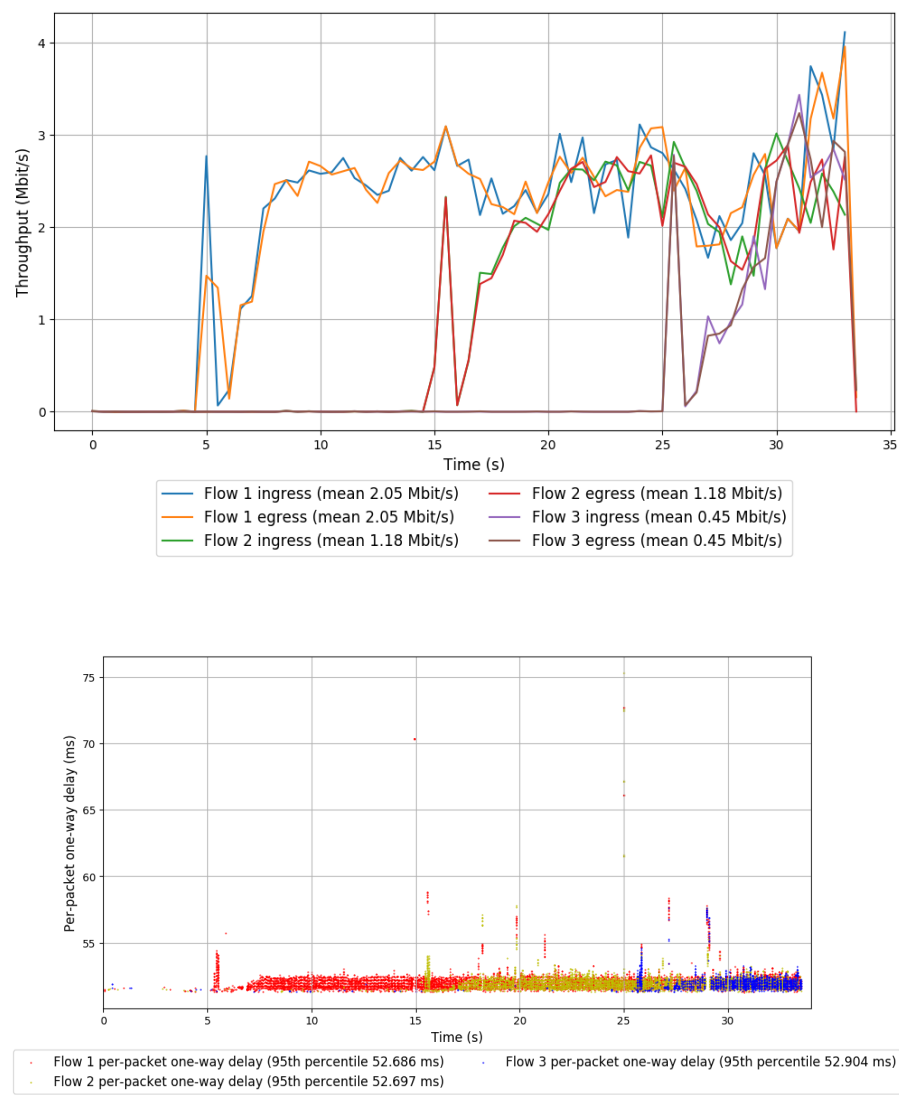 4
3
2
1
0
Throughput (Mbit/s)
0 5 10 15 20 25 30 35
Time (s)
Flow 1 ingress (mean 2.05 Mbit/s) Flow 2 egress (mean 1.18 Mbit/s)
Flow 1 egress (mean 2.05 Mbit/s) Flow 3 ingress (mean 0.45 Mbit/s)
Flow 2 ingress (mean 1.18 Mbit/s) Flow 3 egress (mean 0.45 Mbit/s)
75
70
65
60
55
Per-packet one-way delay (ms)
0 5 10 15 20 25 30
Time (s)
Flow 1 per-packet one-way delay (95th percentile 52.686 ms) Flow 3 per-packet one-way delay (95th percentile 52.904 ms)
Flow 2 per-packet one-way delay (95th percentile 52.697 ms)